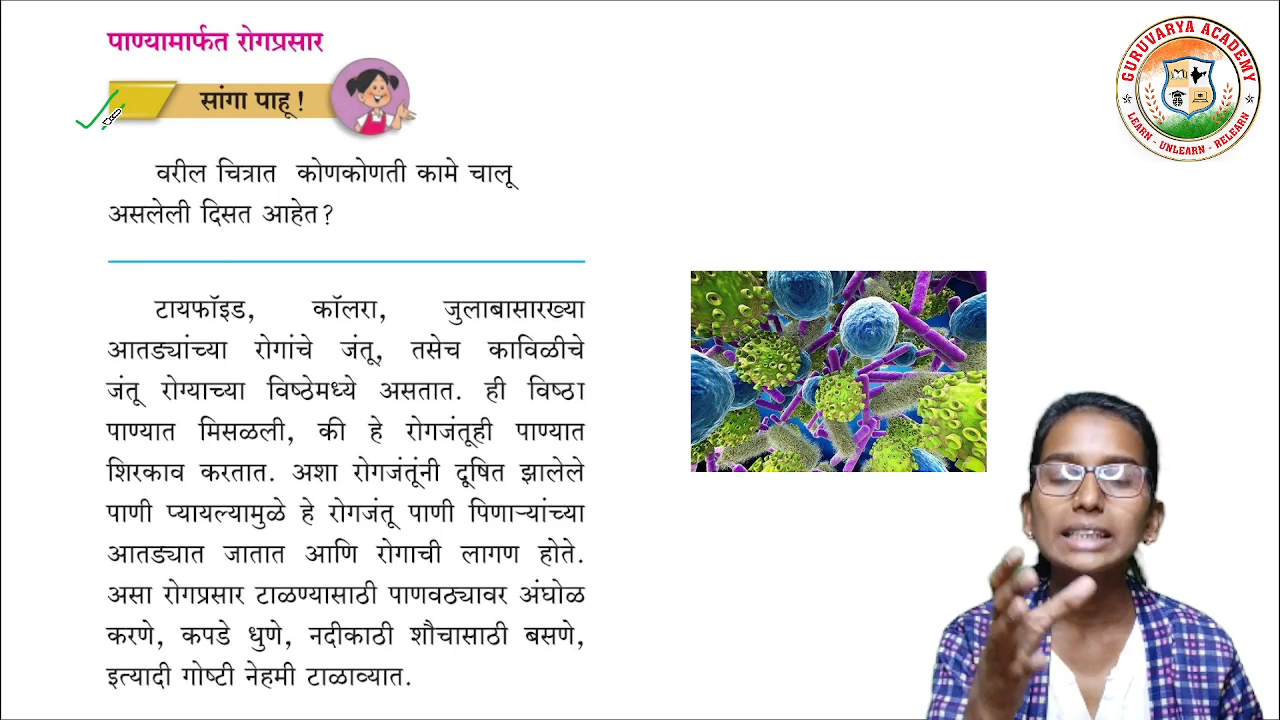 पाण्यामार्फत रोगप्रसार
सांगा पाहू !
वरील चित्रात कोणकोणती कामे चालू
असलेली दिसत आहेत?
टायफॉइड, कॉलरा, जुलाबासारख्या
आतड्यांच्या रोगांचे जंतू, तसेच काविळीचे
जंतू रोग्याच्या विष्ठेमध्ये असतात. ही विष्ठा
पाण्यात मिसळली, की हे रोगजंतूही पाण्यात
शिरकाव करतात. अशा रोगजंतूंनी दूषित झालेले
पाणी प्यायल्यामुळे हे रोगजंतू पाणी पिणाऱ्यांच्या
आतड्यात जातात आणि रोगाची लागण होते.
असा रोगप्रसार टाळण्यासाठी पाणवठ्यावर अंघोळ
करणे, कपडे धुणे, नदीकाठी शौचासाठी बसणे,
इत्यादी गोष्टी नेहमी टाळाव्यात.
GURUVARYA ACADEMY
LEARN - UNLEARN - RELEARN